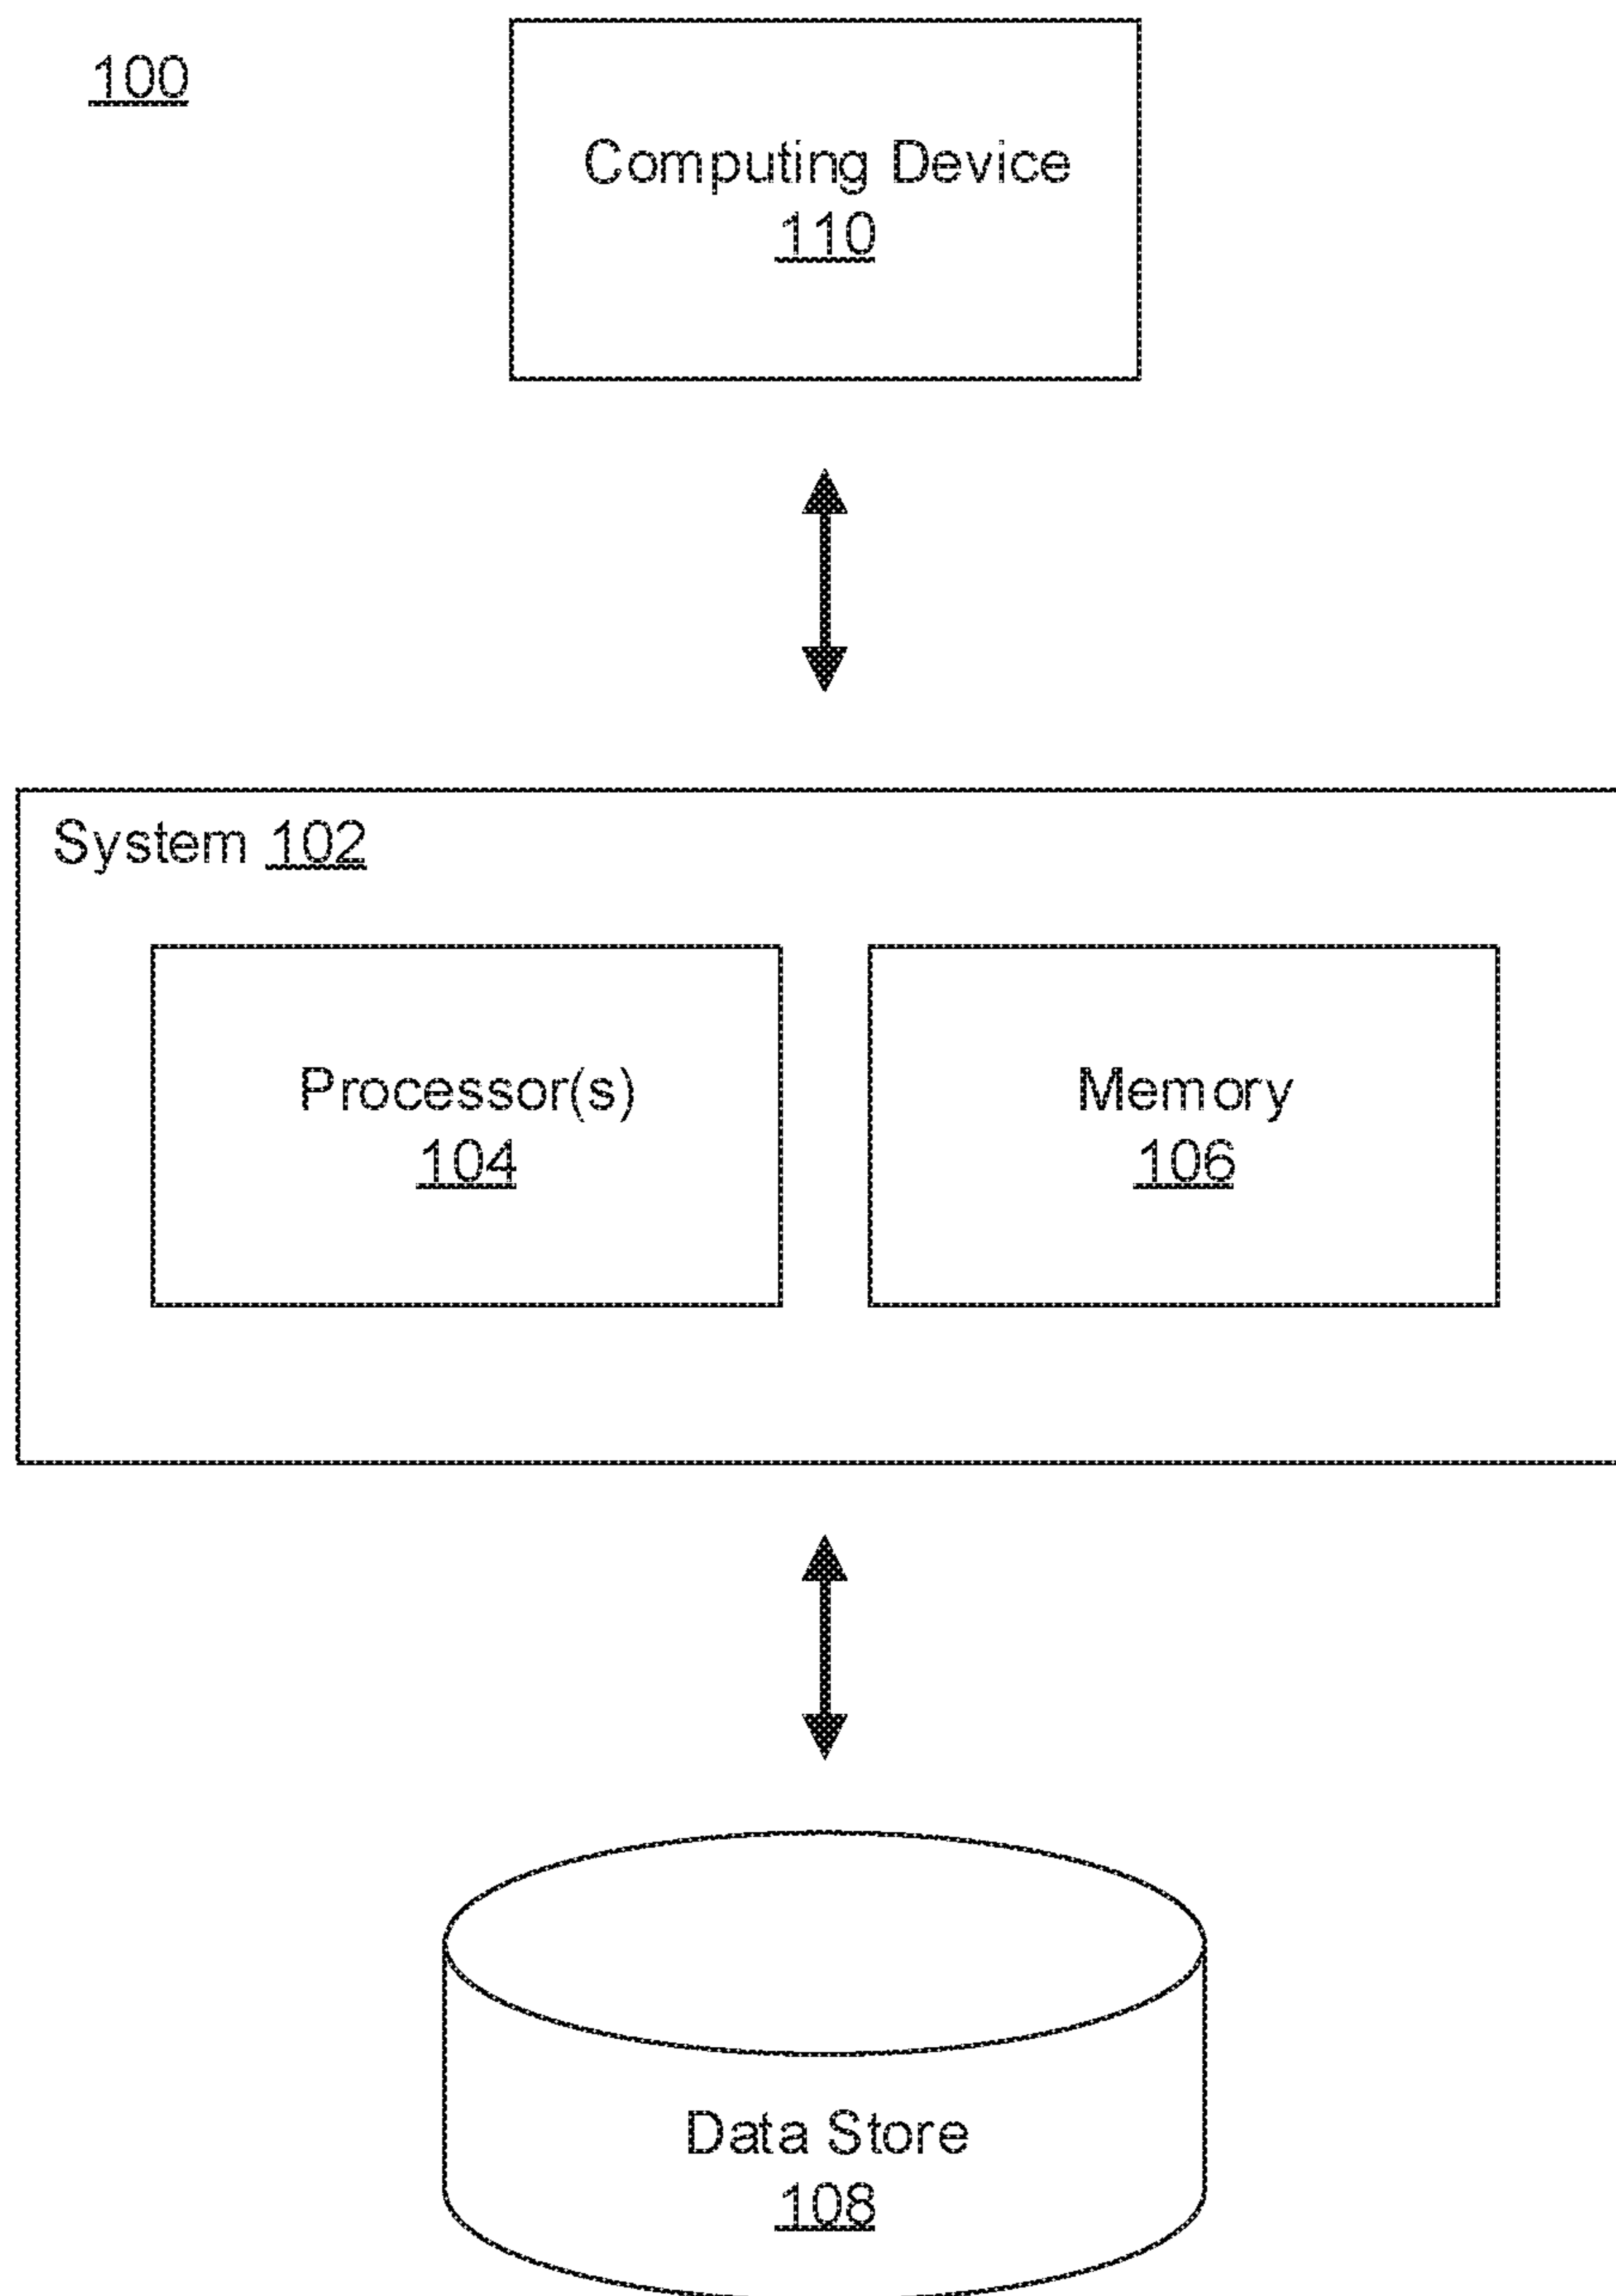 100
Computing Device
110
System 102
Processor(s)
104
Memory
106
Data Store
108